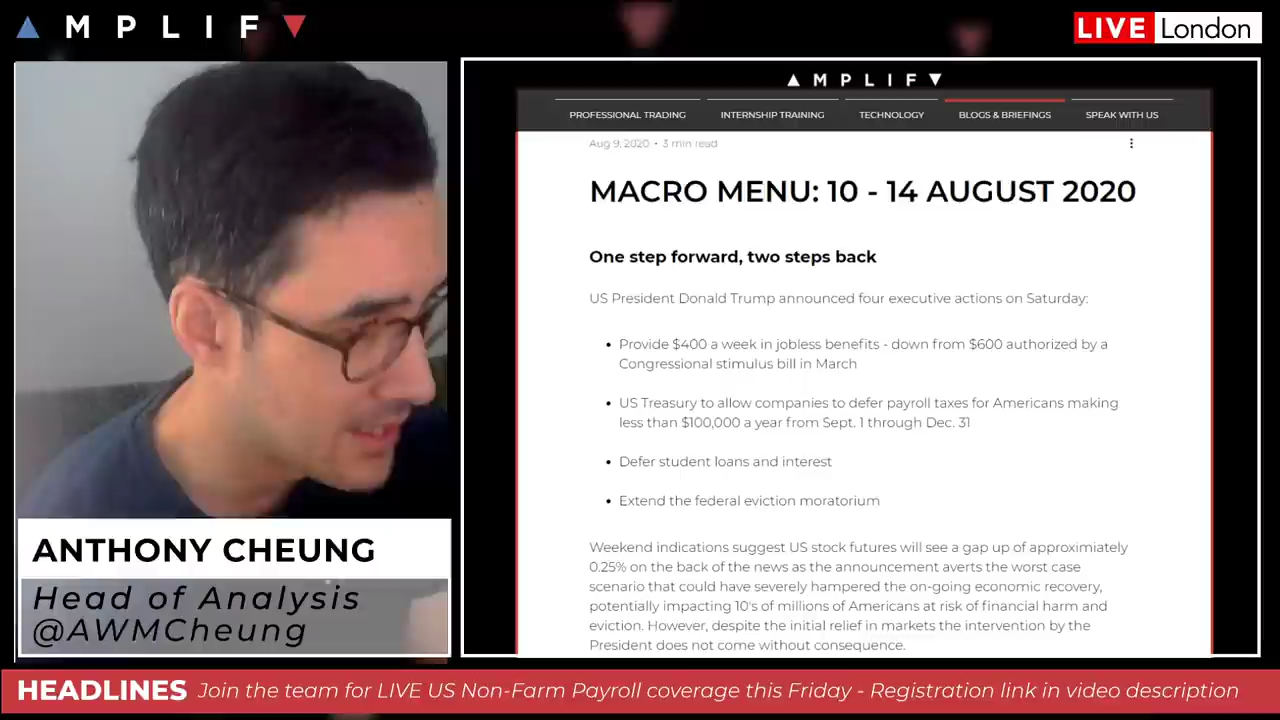 AMPLIFY
LIVE London
AMPLIFY
PROFESSIONAL TRADING INTERNSHIP TRAINING TECHNOLOGY BLOGS & BRIEFINGS SPEAK WITH US
Aug 9, 2020 • 3 min read
MACRO MENU: 10 - 14 AUGUST 2020
One step forward, two steps back
US President Donald Trump announced four executive actions on Saturday:
• Provide $400 a week in jobless benefits - down from $600 authorized by a
Congressional stimulus bill in March
• US Treasury to allow companies to defer payroll taxes for Americans making
less than $100,000 a year from Sept. 1 through Dec. 31
• Defer student loans and interest
• Extend the federal eviction moratorium
Weekend indications suggest US stock futures will see a gap up of approximiately
0.25% on the back of the news as the announcement averts the worst case
scenario that could have severely hampered the on-going economic recovery,
potentially impacting 10's of millions of Americans at risk of financial harm and
eviction. However, despite the initial relief in markets the intervention by the
President does not come without consequence.
ANTHONY CHEUNG
Head of Analysis
@AWMCheung
HEADLINES Join the team for LIVE US Non-Farm Payroll coverage this Friday - Registration link in video description